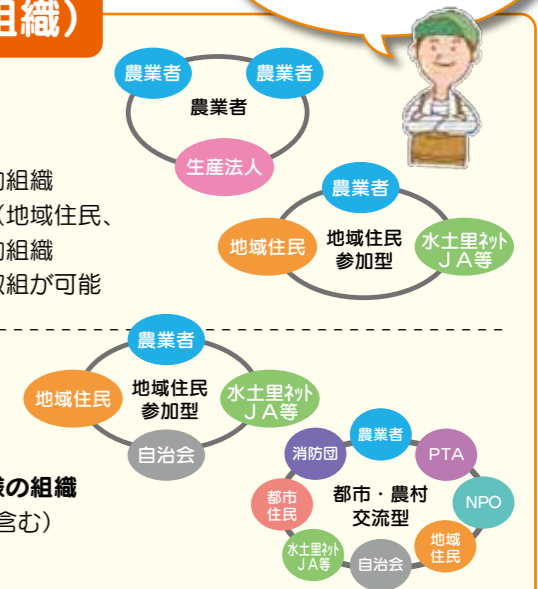 組織）
農業者
農業者
農業者
生産法人
的組織
（地域住民、
的組織
取組が可能
農業者
地域住民
地域住民
参加型
水土里ネット
ＪＡ等
農業者
地域住民
地域住民
参加型
水土里ネット
ＪＡ等
自治会
様の組織
含む）
農業者
消防団
PTA
都市
住民
都市・農村
交流型
NPO
水土里ネット
ＪＡ等
自治会
地域
住民